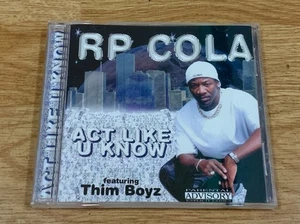 ACT LIKE U KNOW
RP COLA
ACT LIKE
U KNOW
featuring
Thim Boyz
PARENTAL
ADVISORY